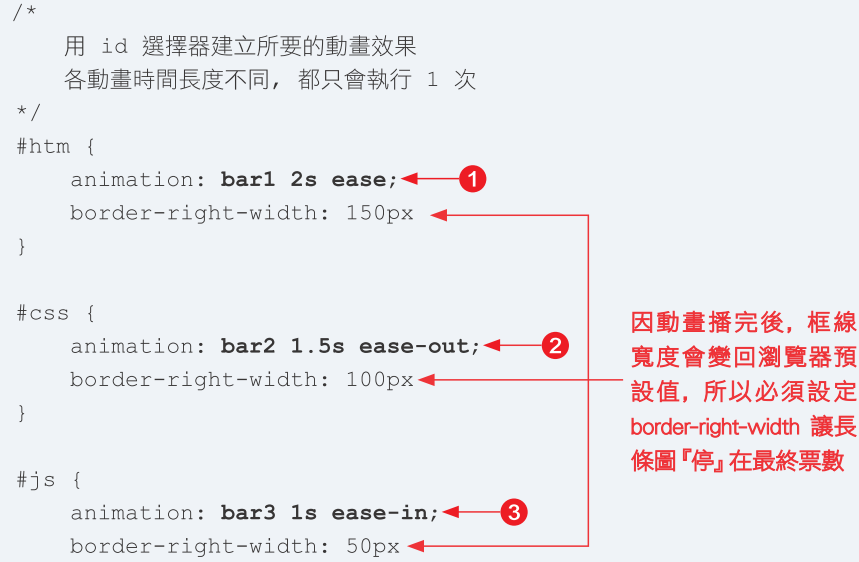 /*
用 id 選擇器建立所要的動畫效果
各動畫時間長度不同, 都只會執行 1 次
*/
#htm {
animation: bar1 2s ease; 1
border-right-width: 150px
}
#css {
animation: bar2 1.5s ease-out; 2
border-right-width: 100px
}
#js {
animation: bar3 1s ease-in; 3
border-right-width: 50px
因動畫播完後, 框線
寬度會變回瀏覽器預
設值, 所以必須設定
border-right-width 讓長
條圖『停』在最終票數